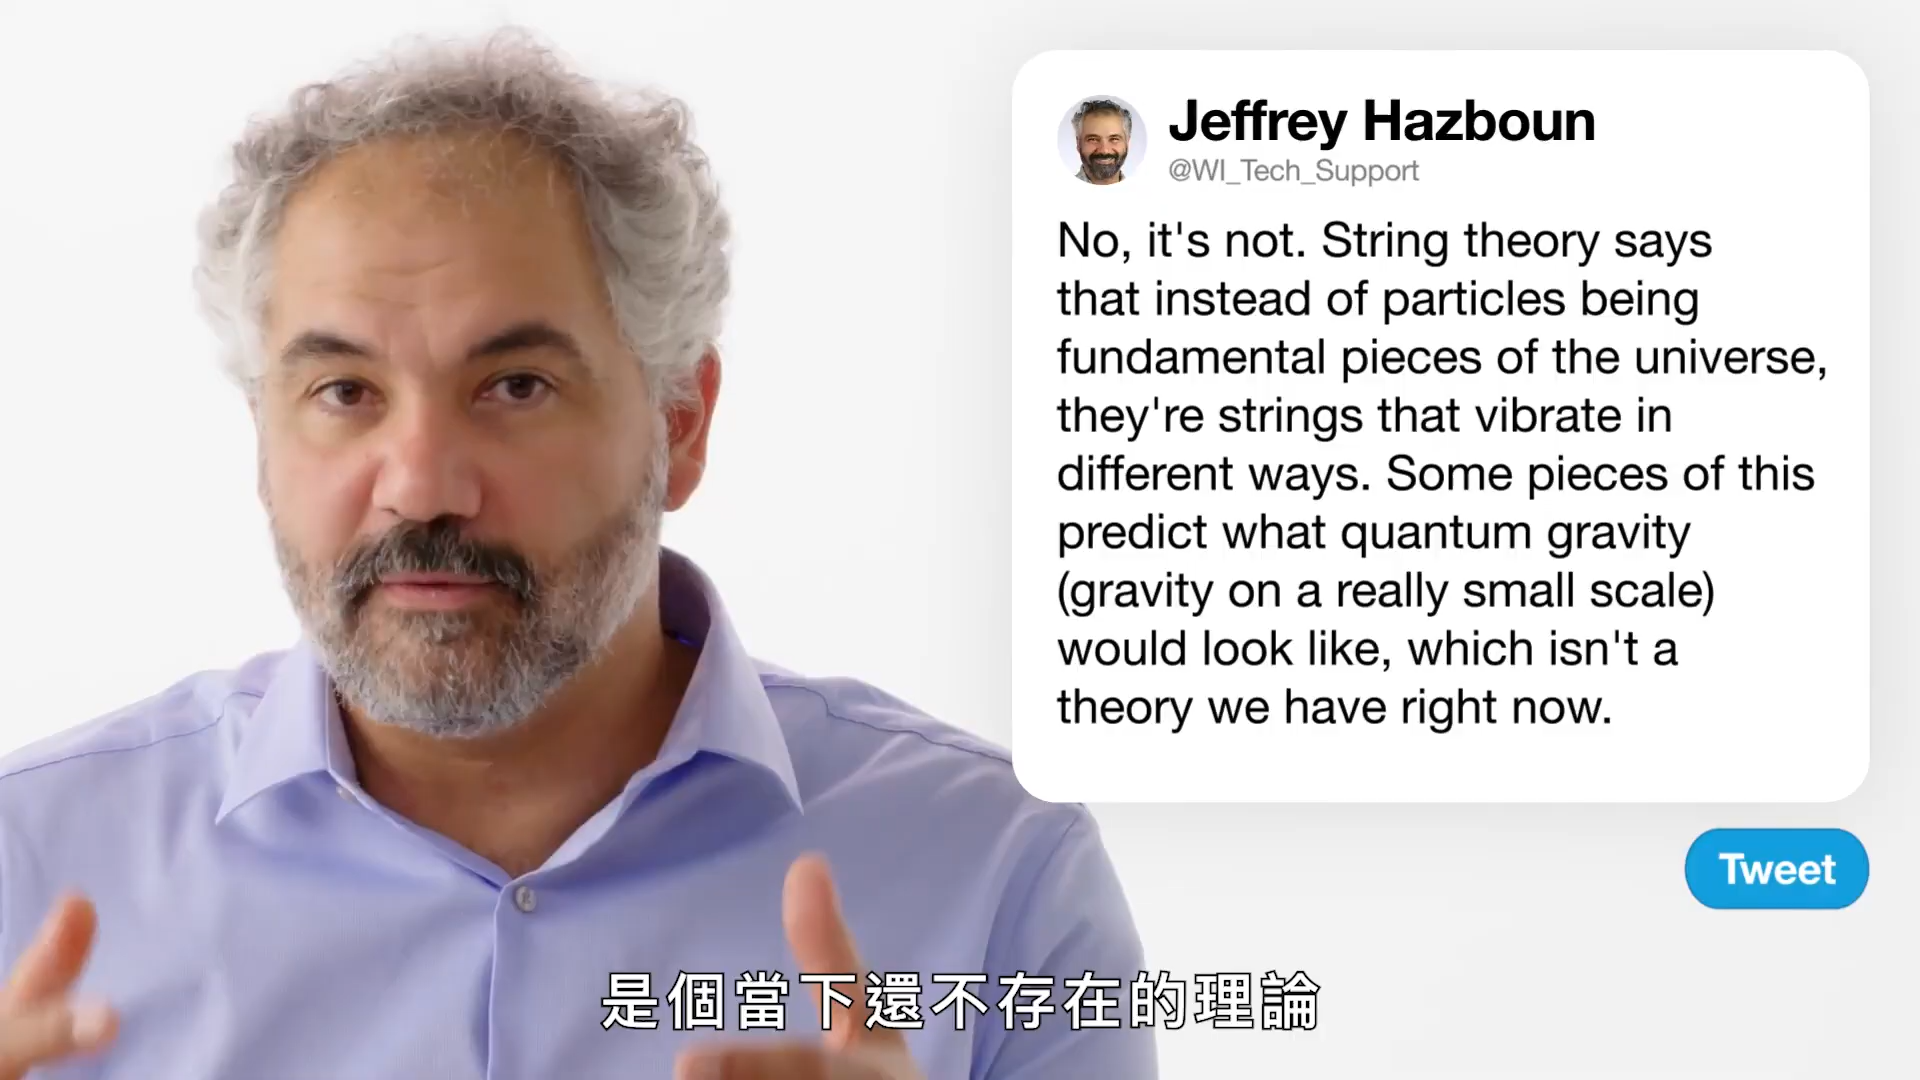 Jeffrey Hazboun
@WI_Tech_Support
No, it's not. String theory says
that instead of particles being
fundamental pieces of the universe,
they're strings that vibrate in
different ways. Some pieces of this
predict what quantum gravity
(gravity on a really small scale)
would look like, which isn't a
theory we have right now.
Tweet
是個當下還不存在的理論